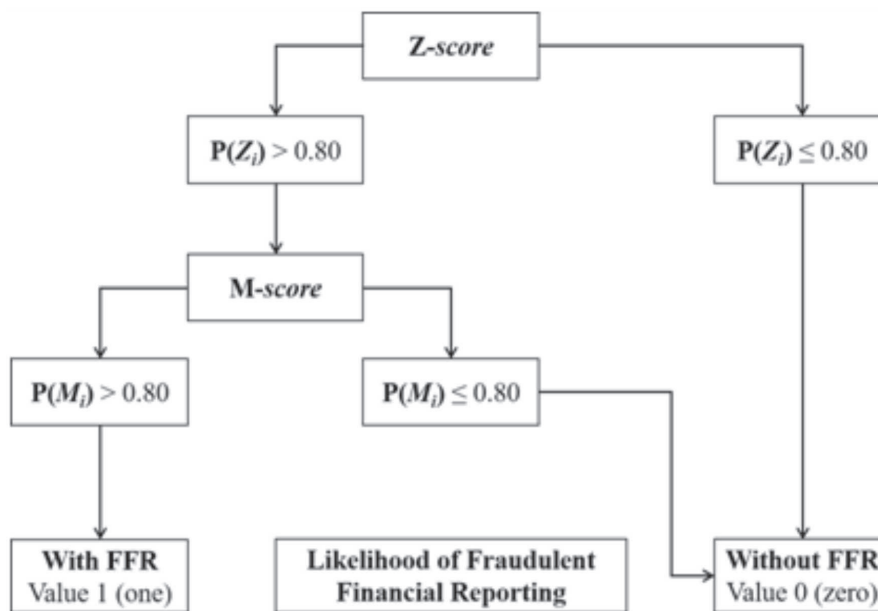 Z-score
P(Zi) > 0.80
P(Zi) ≤ 0.80
M-score
P(Mi) > 0.80
P(Mi) ≤ 0.80
With FFR
Value 1 (one)
Likelihood of Fraudulent
Financial Reporting
Without FFR
Value 0 (zero)